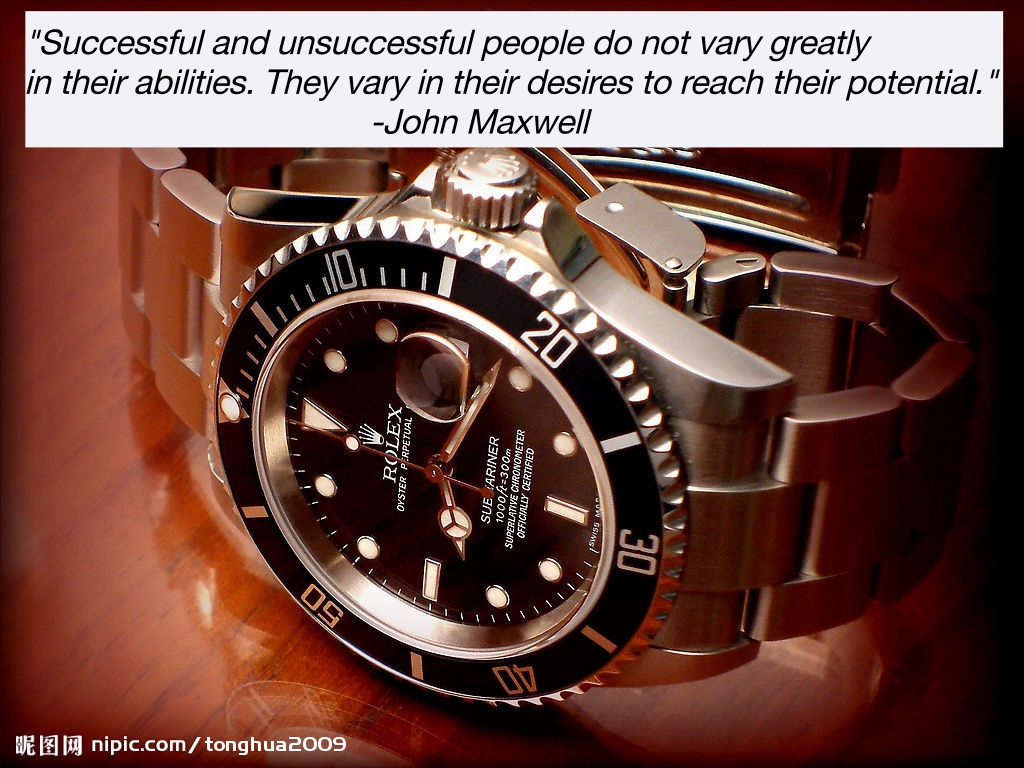 "Successful and unsuccessful people do not vary greatly
in their abilities. They vary in their desires to reach their potential."
-John Maxwell
10
20
30
40
50
ROLEX
OYSTER PERPETUAL
SUBMARINER
1000ft=300m
SUPERLATIVE CHRONOMETER
OFFICIALLY CERTIFIED
SWISS MADE
昵图网 nipic.com/tonghua2009